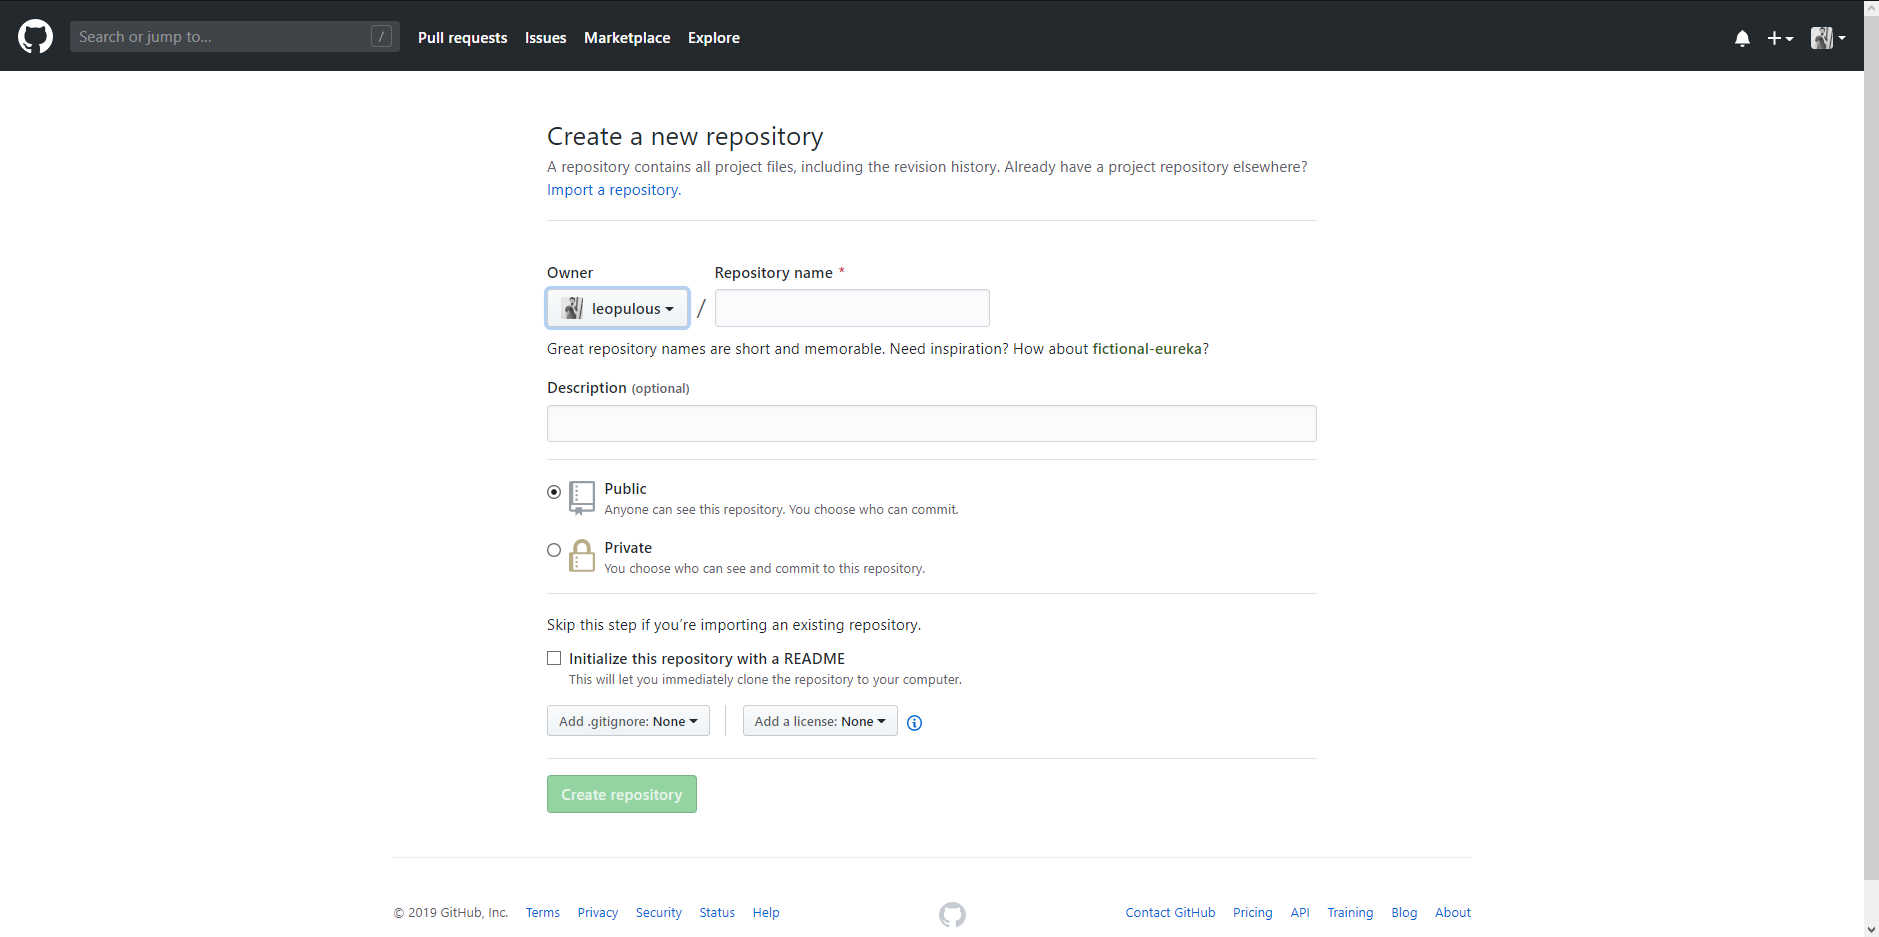 Search or jump to... /
Pull requests Issues Marketplace Explore
Create a new repository
A repository contains all project files, including the revision history. Already have a project repository elsewhere?
Import a repository.
Owner Repository name *
leopulous / 
Great repository names are short and memorable. Need inspiration? How about fictional-eureka?
Description (optional)
Public
Anyone can see this repository. You choose who can commit.
Private
You choose who can see and commit to this repository.
Skip this step if you’re importing an existing repository.
Initialize this repository with a README
This will let you immediately clone the repository to your computer.
Add .gitignore: None Add a license: None
Create repository
© 2019 GitHub, Inc. Terms Privacy Security Status Help Contact GitHub Pricing API Training Blog About